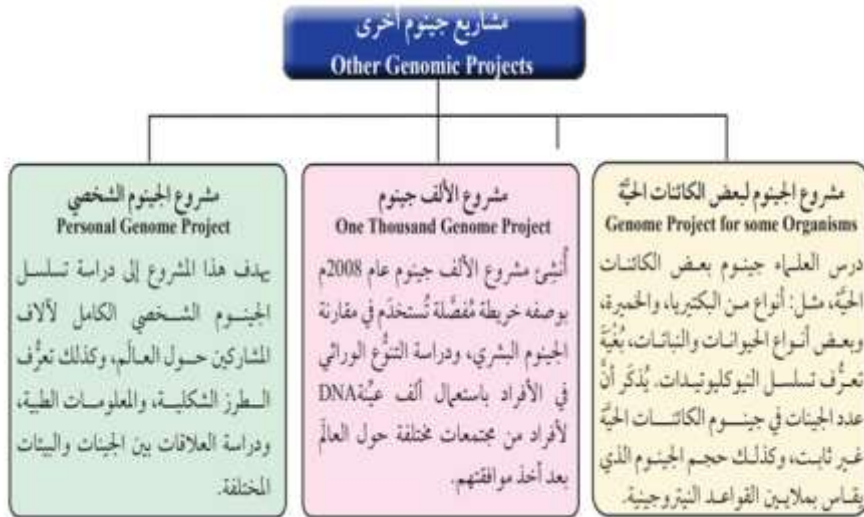 مشاريع جينوم أخرى
Other Genomic Projects
مشروع الجينوم لبعض الكائنات الحيَّة
Genome Project for some Organisms
درس العلماء جينوم بعض الكائنات
الحيَّة، مثل: أنواع من البكتيريا، والخميرة،
وبعض أنواع الحيوانات والنباتات، بُغْيَةَ
تعرُّف تسلسل النيوكليوتيدات. يُذكَر أنَّ
عدد الجينات في جينوم الكائنات الحيَّة
غير ثابت، وكذلك حجم الجينوم الذي
يقاس بملايين القواعد النيتروجينية.
مشروع الألف جينوم
One Thousand Genome Project
أُنشِئ مشروع الألف جينوم عام 2008م
بوصفه خريطة مُفصَّلة تُستخدَم في مقارنة
الجينوم البشري، ودراسة التنوُّع الوراثي
في الأفراد باستعمال ألف عيِّنة DNA
لأفراد من مجتمعات مختلفة حول العالَم
بعد أخذ موافقتهم.
مشروع الجينوم الشخصي
Personal Genome Project
يهدف هذا المشروع إلى دراسة تسلسل
الجينوم الشخصي الكامل لآلاف
المشاركين حول العالَم، وكذلك تعرُّف
الطرز الشكلية، والمعلومات الطبية،
ودراسة العلاقات بين الجينات والبيئات
المختلفة.